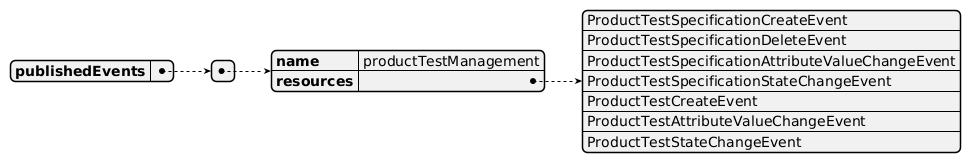 publishedEvents
name productTestManagement
resources
ProductTestSpecificationCreateEvent
ProductTestSpecificationDeleteEvent
ProductTestSpecificationAttributeValueChangeEvent
ProductTestSpecificationStateChangeEvent
ProductTestCreateEvent
ProductTestAttributeValueChangeEvent
ProductTestStateChangeEvent